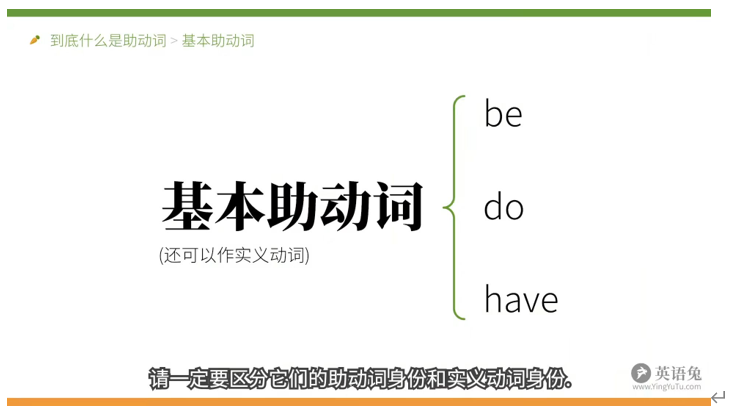 到底什么是助动词 > 基本助动词
be
基本助动词
do
(还可以作实义动词)
have
请一定要区分它们的助动词身份和实义动词身份.
英语兔
www.YingYuTu.com